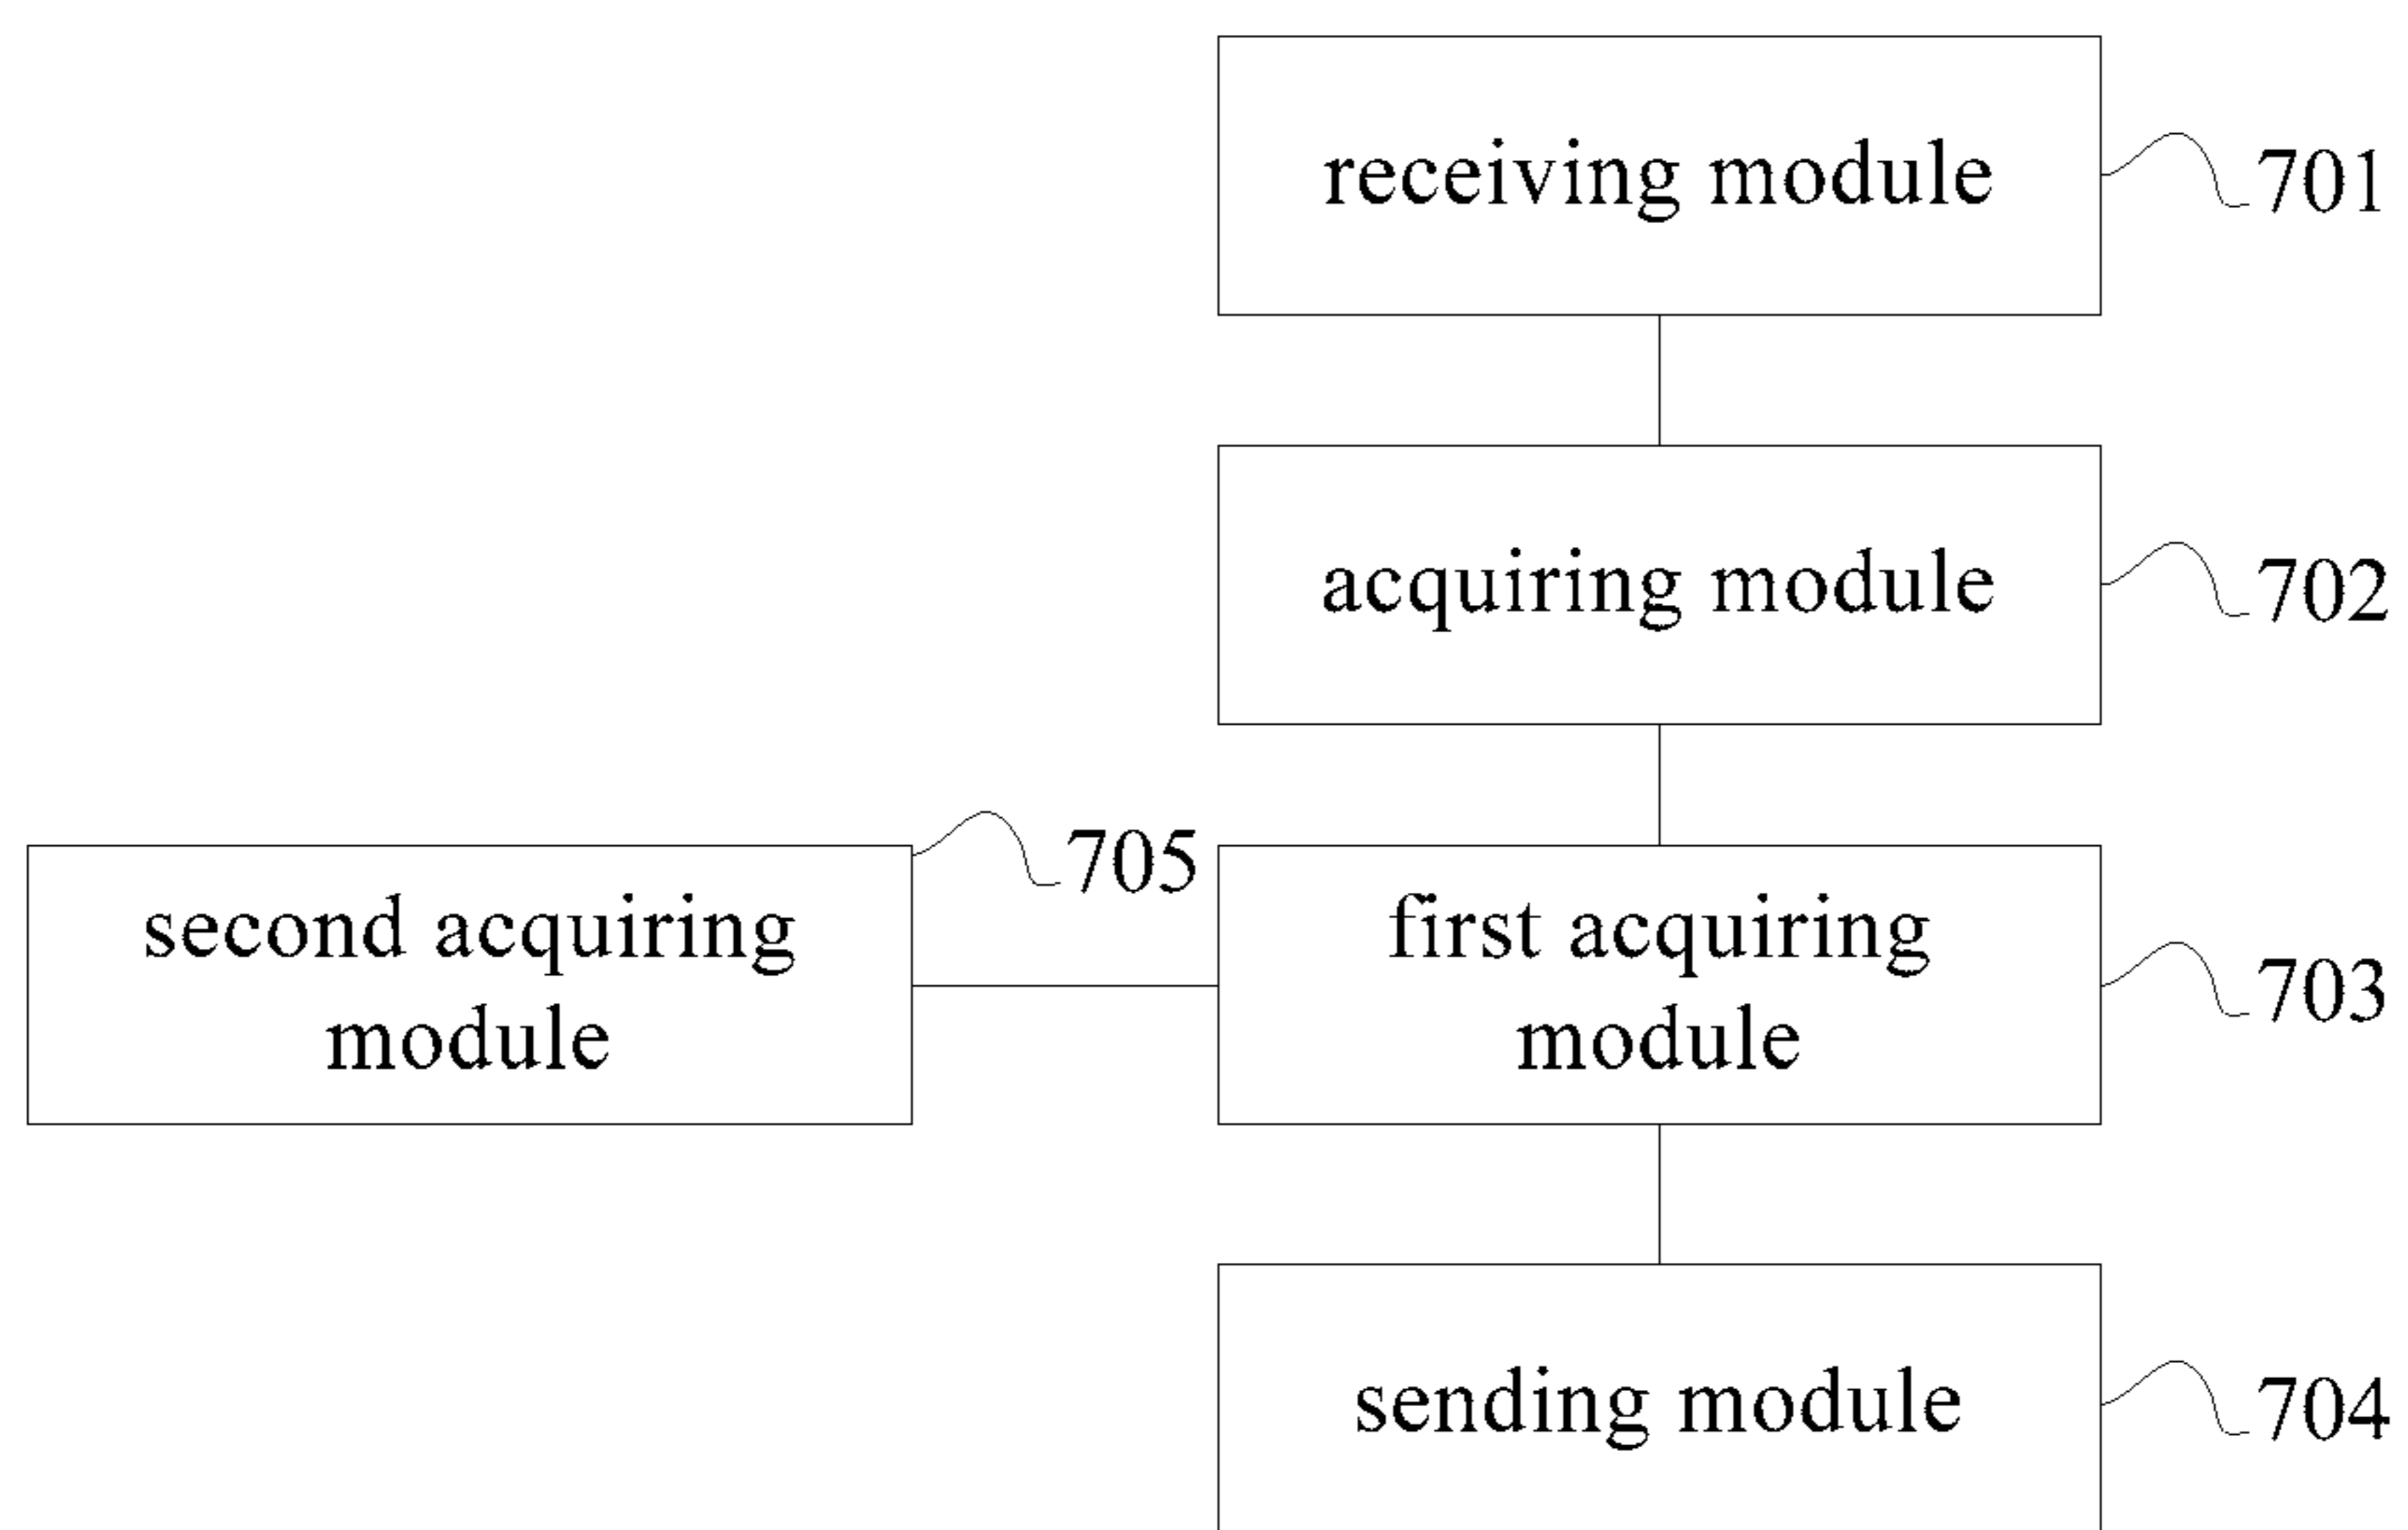 receiving module
701
acquiring module
702
705
second acquiring
module
first acquiring
module
703
sending module
704